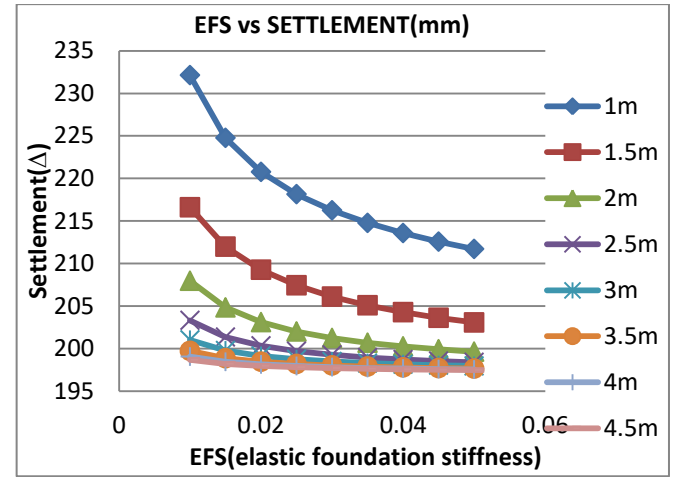 EFS vs SETTLEMENT(mm)
235
230
225
220
215
210
205
200
195
0
0.02
0.04
0.06
Settlement(Δ)
EFS(elastic foundation stiffness)
1m
1.5m
2m
2.5m
3m
3.5m
4m
4.5m